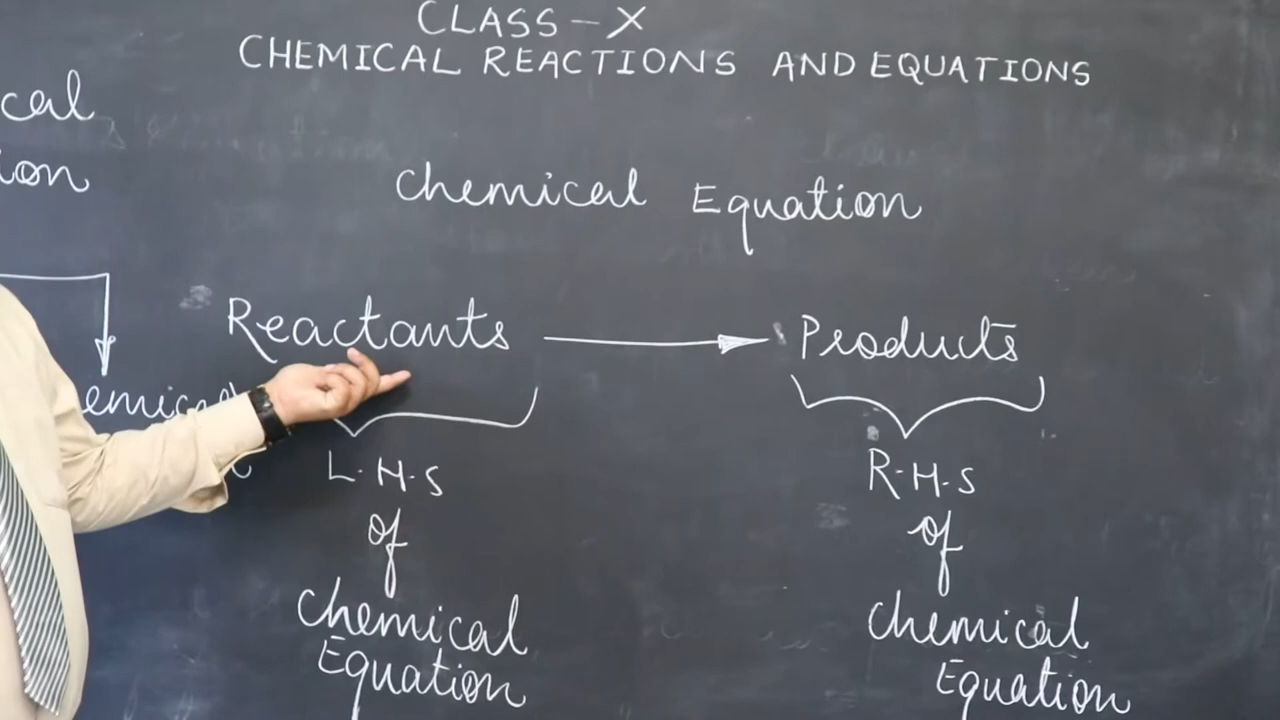 CLASS - X
CHEMICAL REACTIONS AND EQUATIONS
cal
ion
Chemical Equation
Reactants → Products
emical
L.H.S
R.H.S
of
of
Chemical
Chemical
Equation
Equation